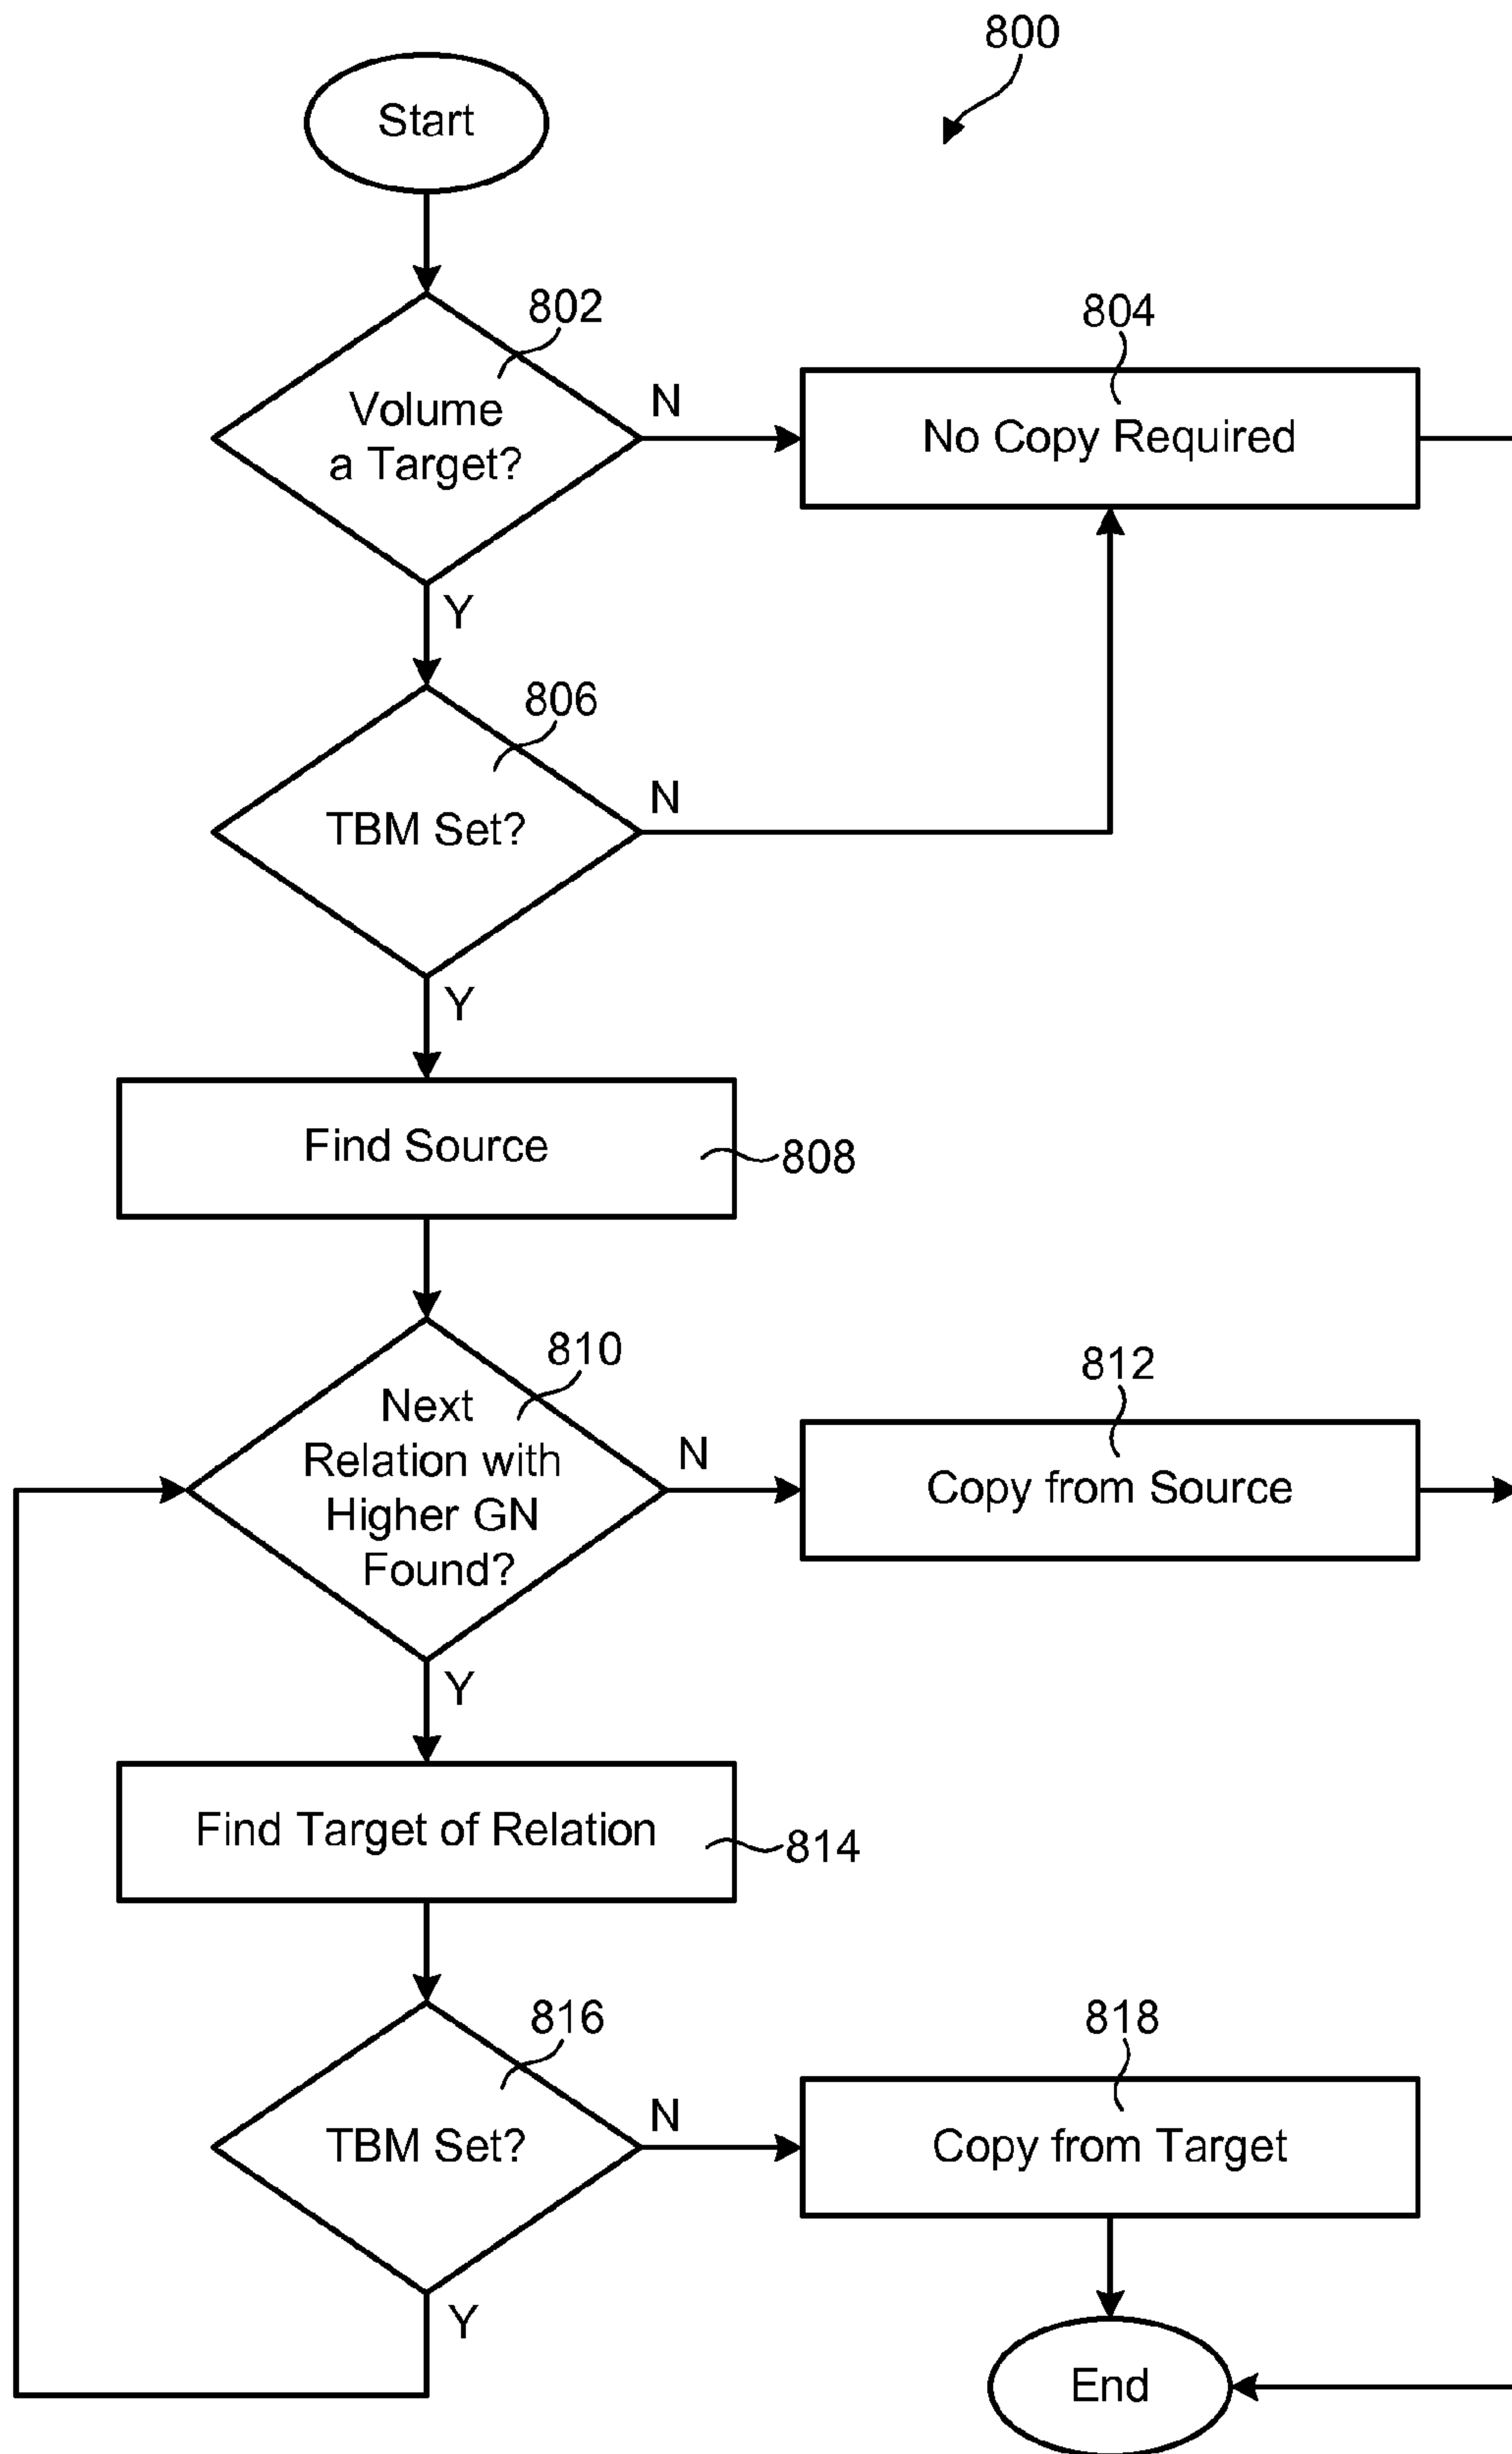 800
Start
802
Volume
a Target?
N
804
No Copy Required
Y
806
TBM Set?
N
Y
Find Source
808
810
Next
Relation with
Higher GN
Found?
N
812
Copy from Source
Y
Find Target of Relation
814
816
TBM Set?
N
818
Copy from Target
Y
End